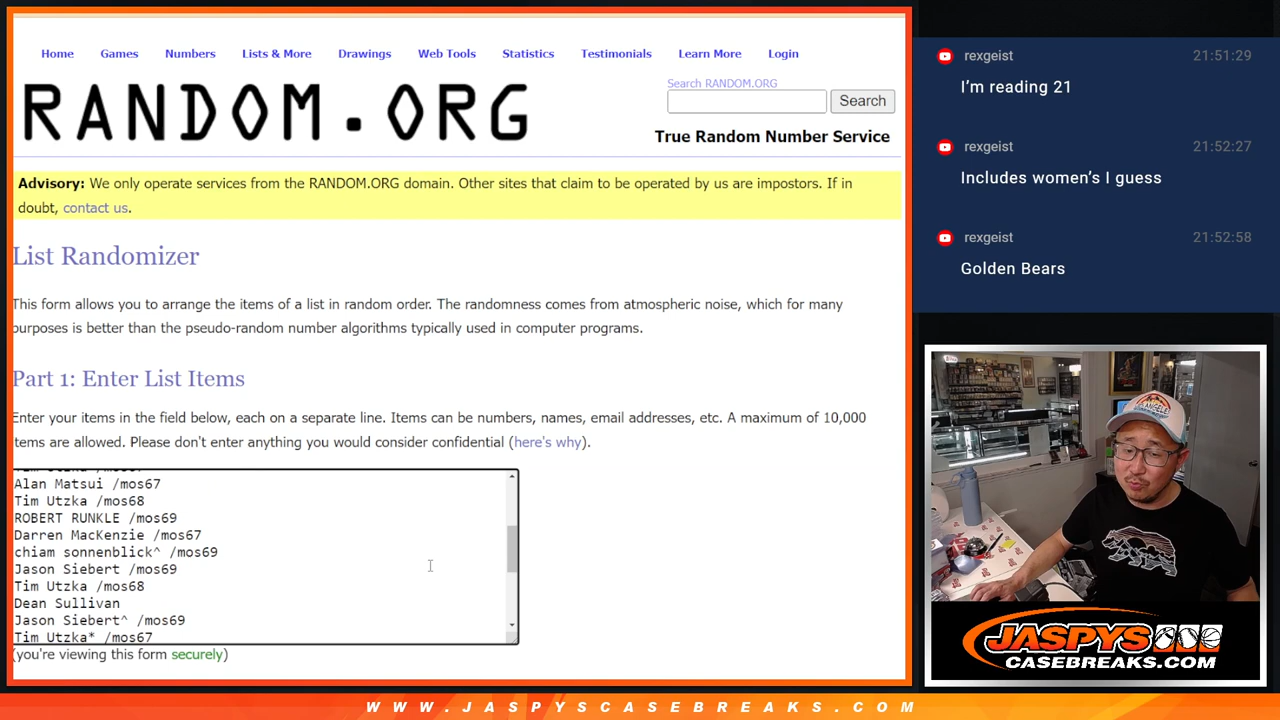 Home Games Numbers Lists & More Drawings Web Tools Statistics Testimonials Learn More Login
RANDOM.ORG
Search RANDOM.ORG
Search
True Random Number Service
Advisory: We only operate services from the RANDOM.ORG domain. Other sites that claim to be operated by us are impostors. If in
doubt, contact us.
List Randomizer
This form allows you to arrange the items of a list in random order. The randomness comes from atmospheric noise, which for many
purposes is better than the pseudo-random number algorithms typically used in computer programs.
Part 1: Enter List Items
Enter your items in the field below, each on a separate line. Items can be numbers, names, email addresses, etc. A maximum of 10,000
items are allowed. Please don't enter anything you would consider confidential (here's why).
Alan Matsui /mos67
Tim Utzka /mos68
ROBERT RUNKLE /mos69
Darren MacKenzie /mos67
chiam sonnenblick^ /mos69
Jason Siebert /mos69
Tim Utzka /mos68
Dean Sullivan
Jason Siebert^ /mos69
Tim Utzka* /mos67
(you're viewing this form securely)
rexgeist 21:51:29
I'm reading 21
rexgeist 21:52:27
Includes women's I guess
rexgeist 21:52:58
Golden Bears
JASPYS
CASEBREAKS.COM
WWW.JASPYSCASEBREAKS.COM